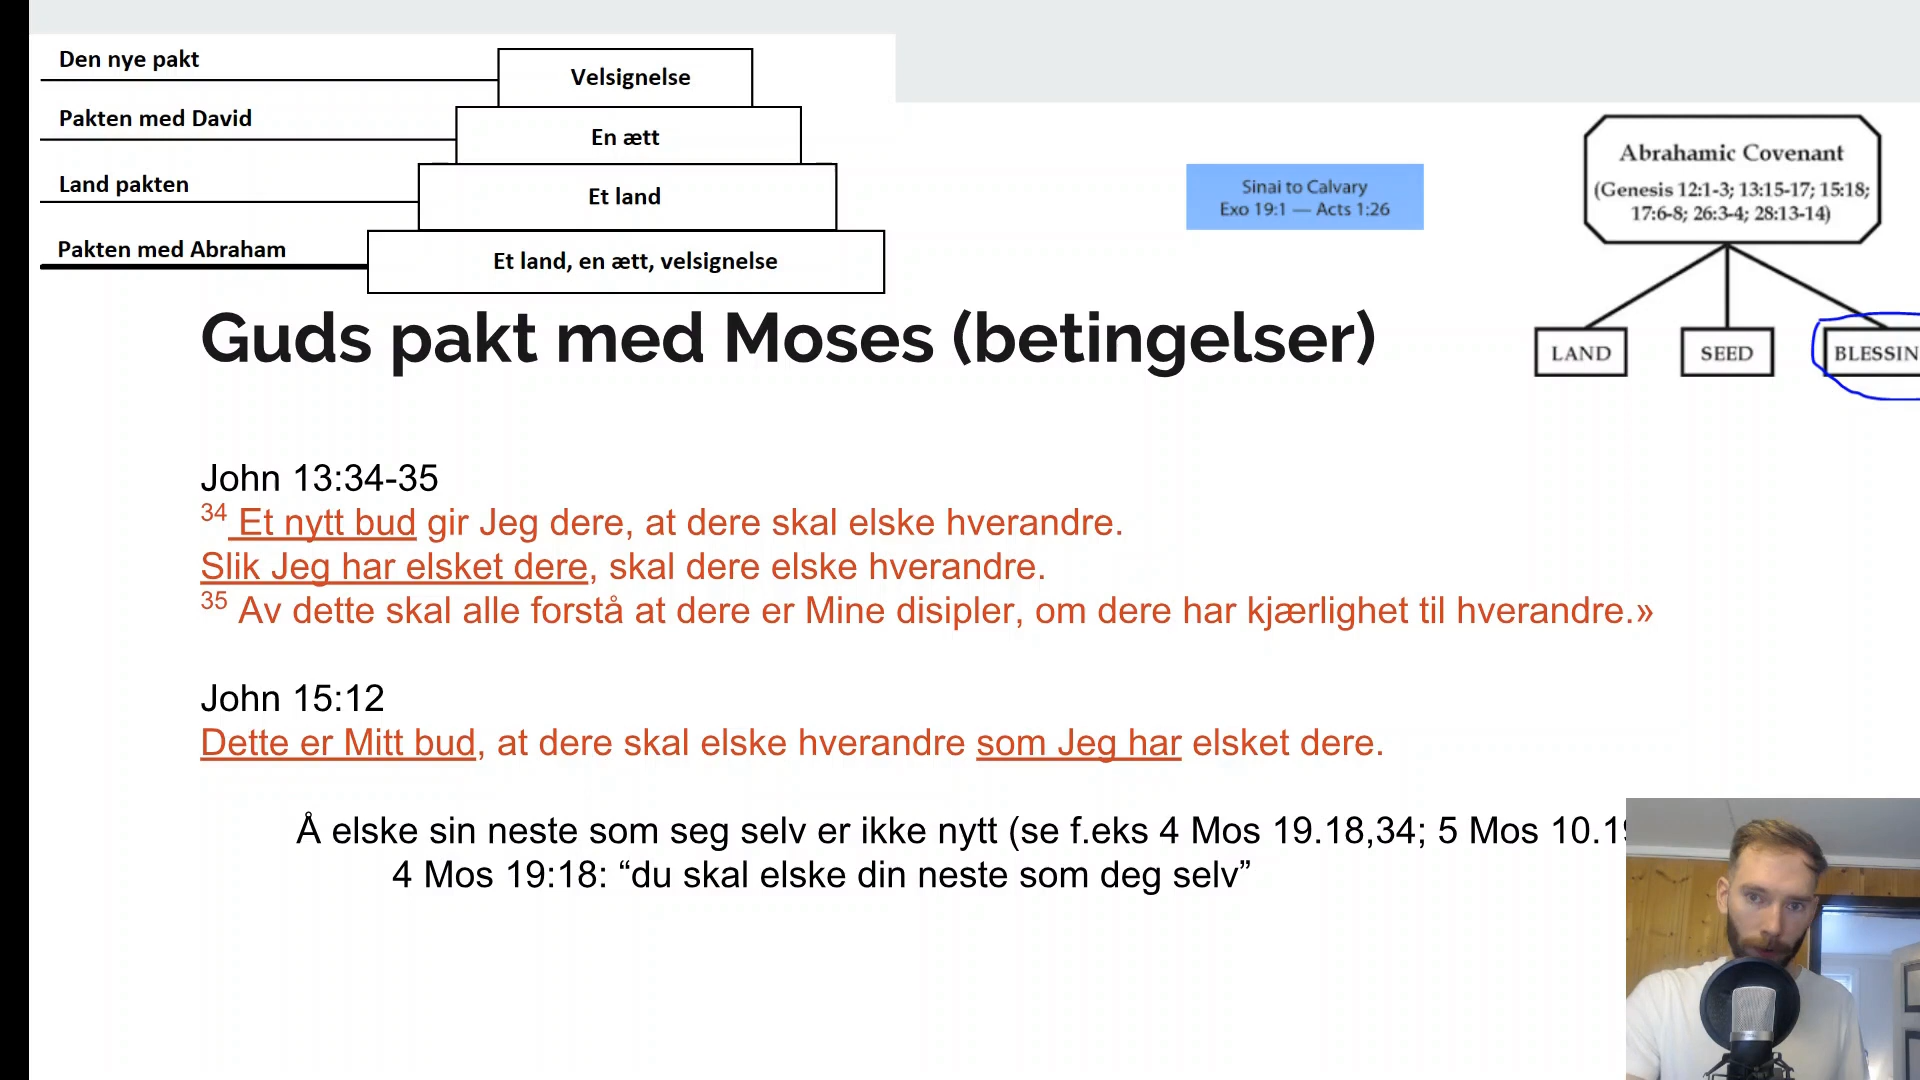 Den nye pakt
Velsignelse
Pakten med David
En ætt
Land pakten
Et land
Pakten med Abraham
Et land, en ætt, velsignelse
Sinai to Calvary
Exo 19:1 — Acts 1:26
Abrahamic Covenant
(Genesis 12:1-3; 13:15-17; 15:18;
17:6-8; 26:3-4; 28:13-14)
LAND
SEED
BLESSIN
Guds pakt med Moses (betingelser)
John 13:34-35
34 Et nytt bud gir Jeg dere, at dere skal elske hverandre.
Slik Jeg har elsket dere, skal dere elske hverandre.
35 Av dette skal alle forstå at dere er Mine disipler, om dere har kjærlighet til hverandre.»
John 15:12
Dette er Mitt bud, at dere skal elske hverandre som Jeg har elsket dere.
Å elske sin neste som seg selv er ikke nytt (se f.eks 4 Mos 19.18,34; 5 Mos
4 Mos 19:18: “du skal elske din neste som deg selv”